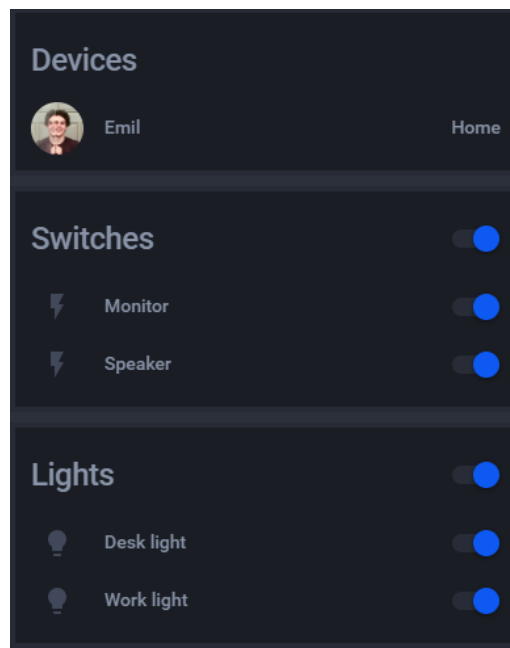 Devices
Emil Home
Switches
Monitor
Speaker
Lights
Desk light
Work light